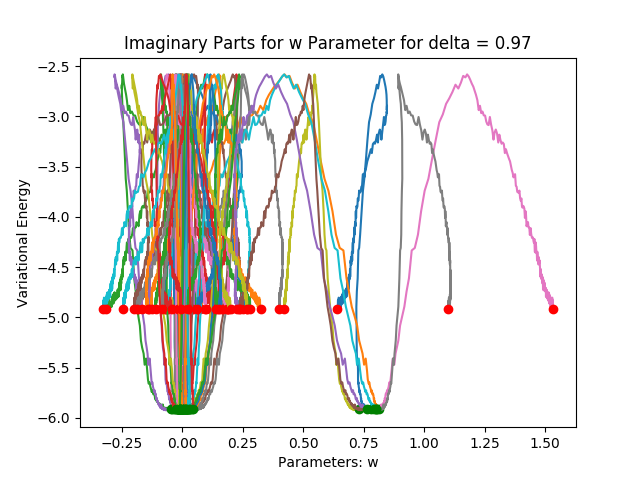 Imaginary Parts for w Parameter for delta = 0.97
Variational Energy
−2.5
−3.0
−3.5
−4.0
−4.5
−5.0
−5.5
−6.0
−0.25 0.00 0.25 0.50 0.75 1.00 1.25 1.50
Parameters: w